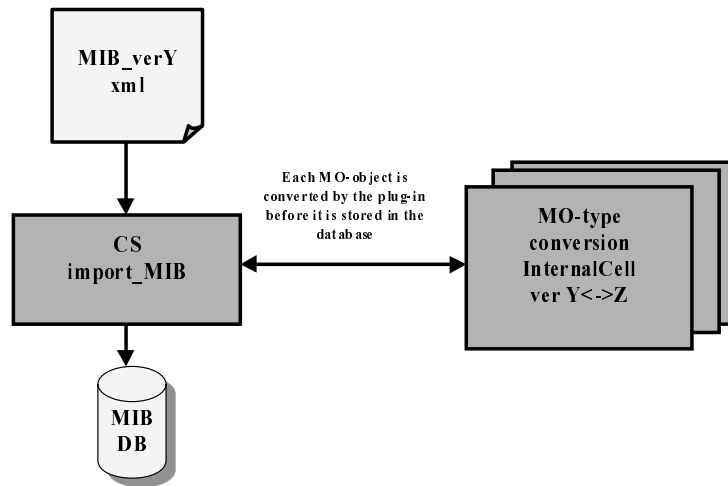 MIB_verY
xml
Each MO-object is
converted by the plug-in
before it is stored in the
database
CS
import_MIB
MO-type
conversion
InternalCell
ver Y<->Z
MIB
DB